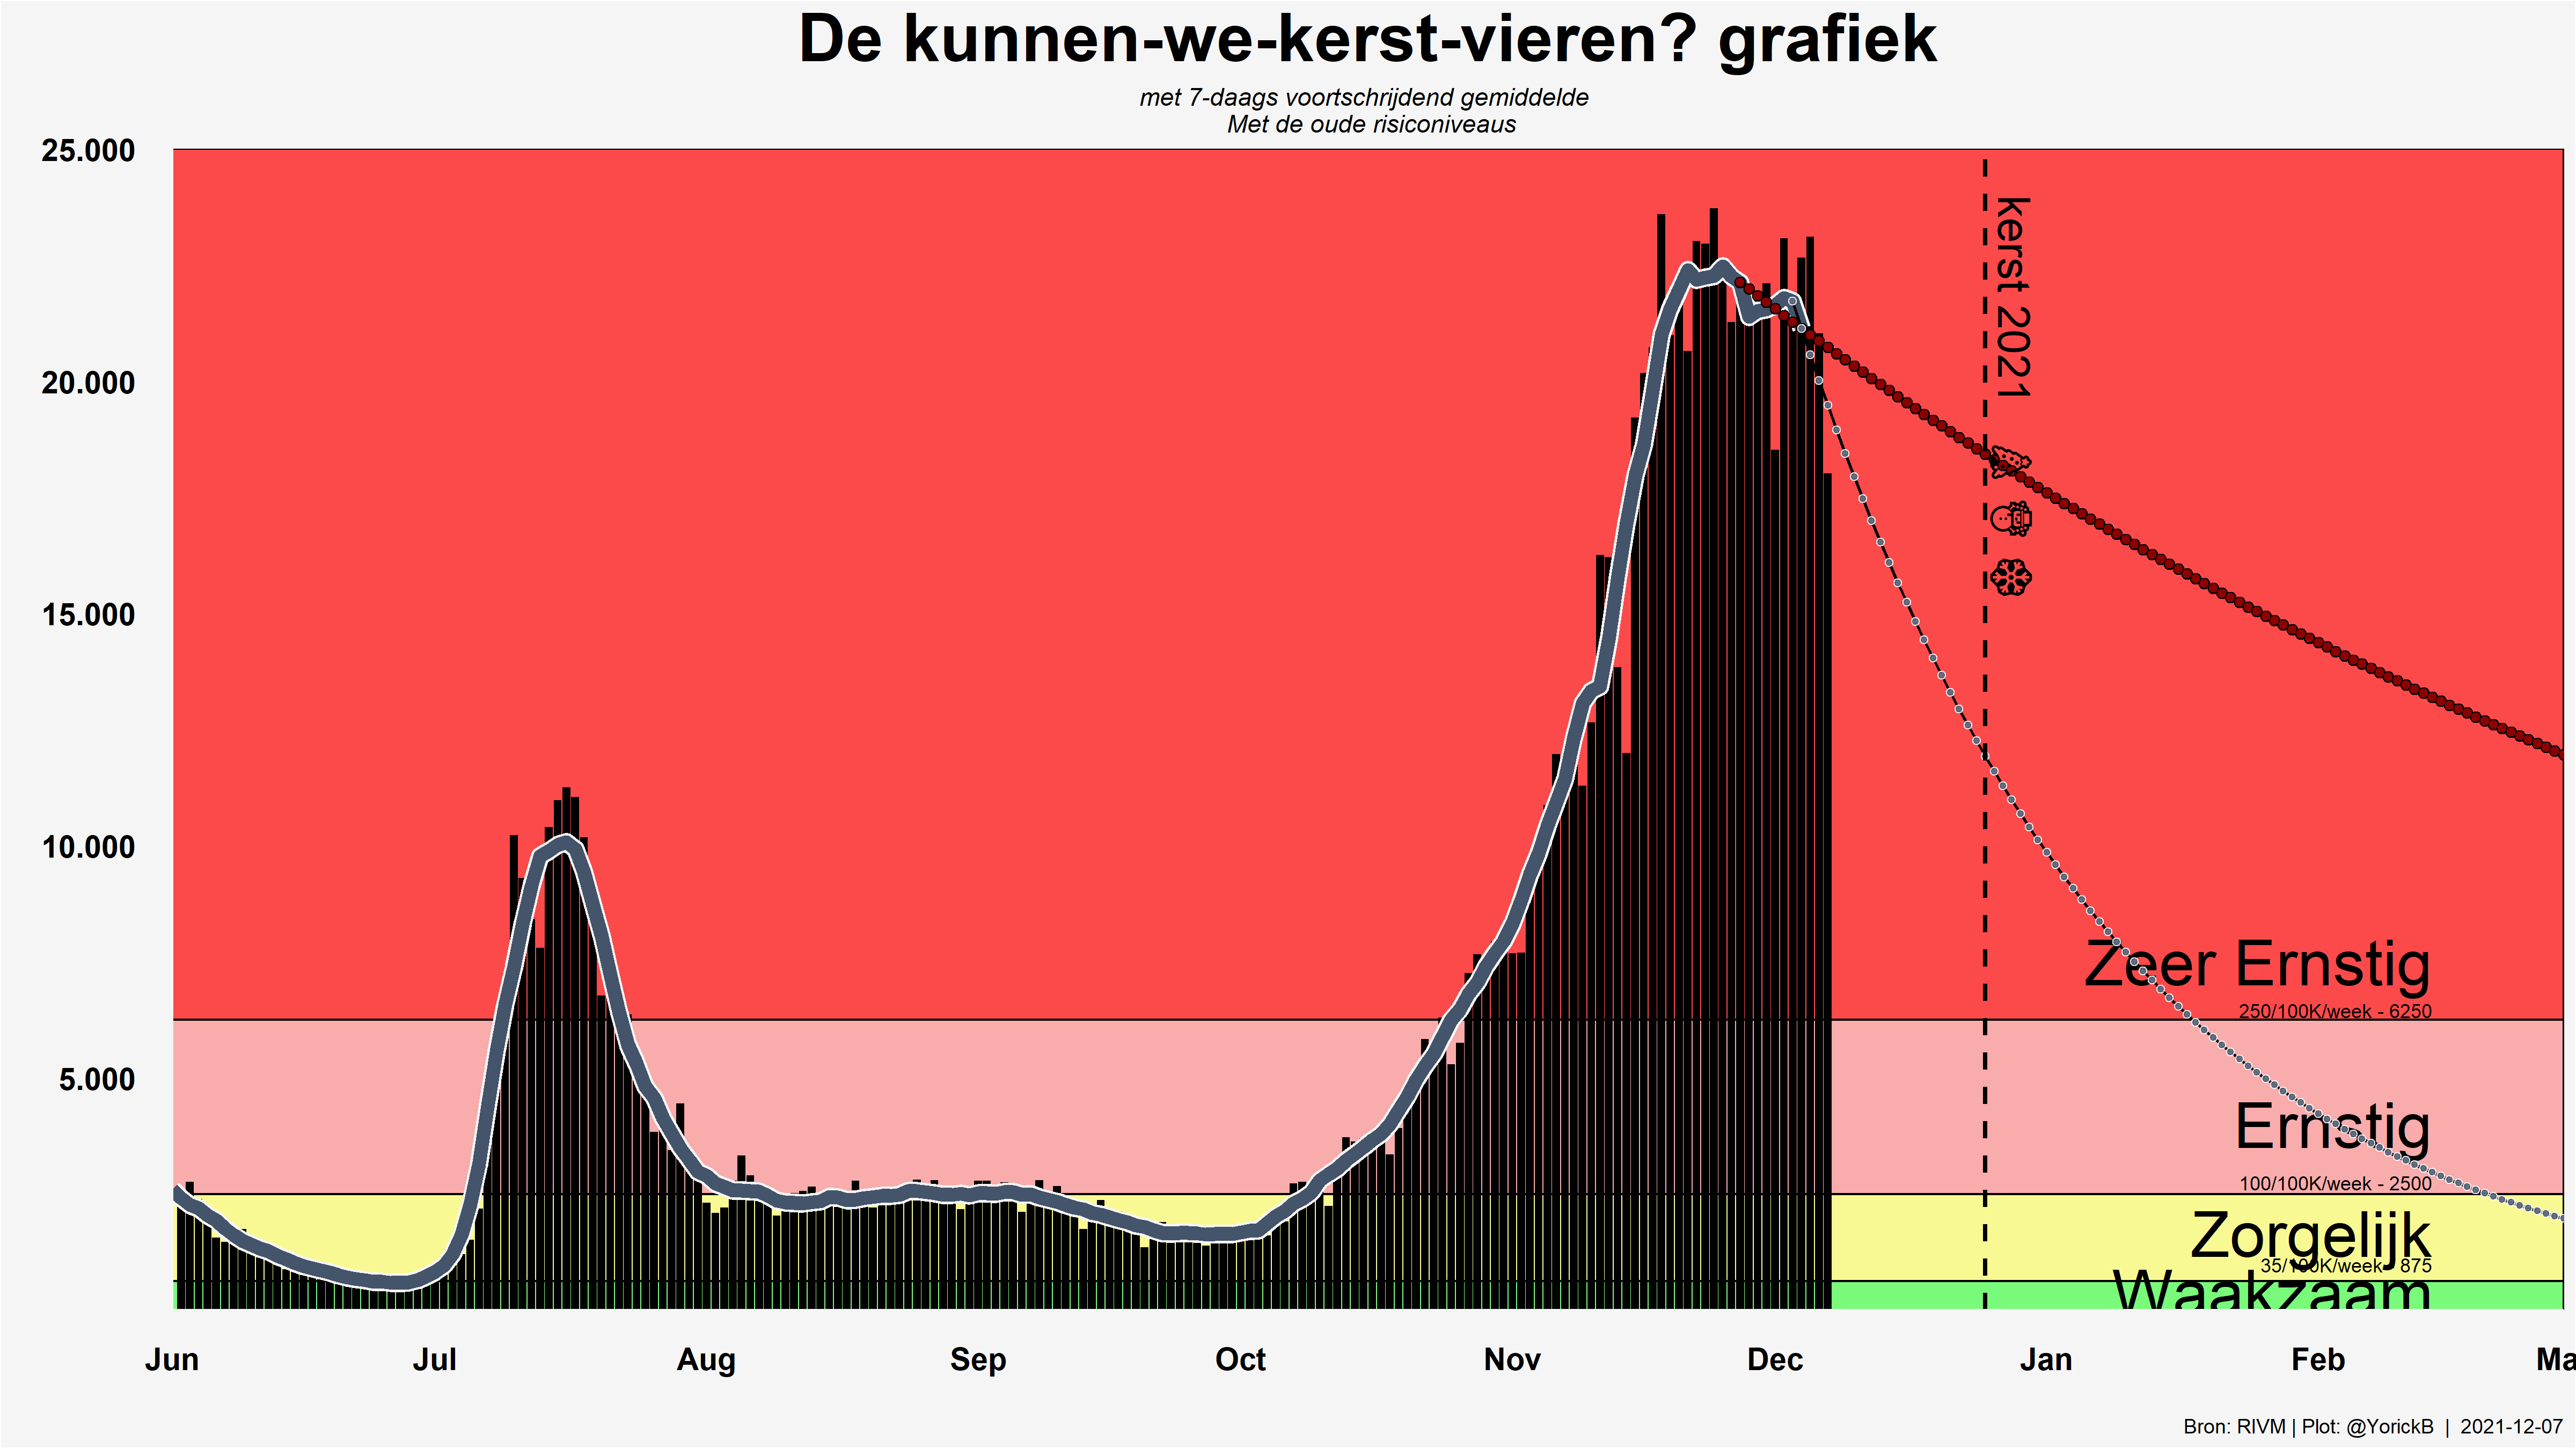 De kunnen-we-kerst-vieren? grafiek
met 7-daags voortschrijdend gemiddelde
Met de oude risiconiveaus
25.000
20.000
15.000
10.000
5.000
kerst 2021
Zeer Ernstig
250/100K/week - 6250
Ernstig
100/100K/week - 2500
Zorgelijk
35/100K/week - 875
Waakzaam
Jun Jul Aug Sep Oct Nov Dec Jan Feb Ma
Bron: RIVM | Plot: @YorickB | 2021-12-07